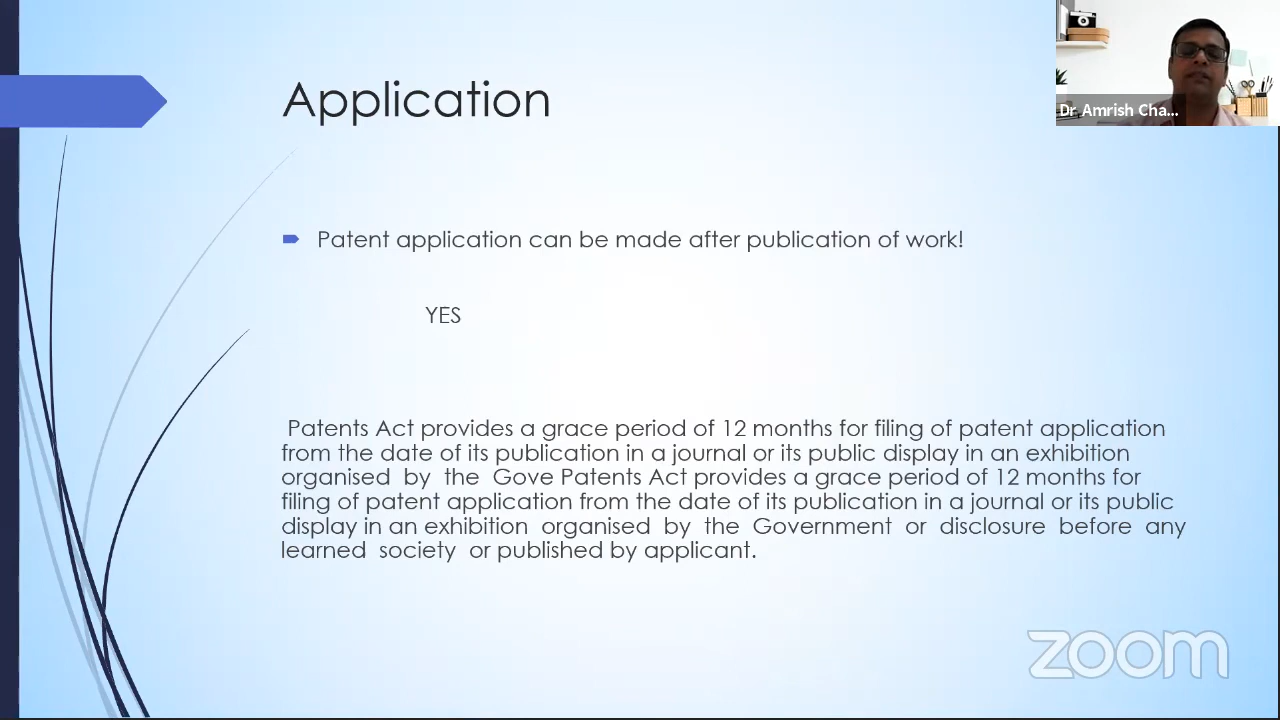 Application
Dr Amrish Cha...
Patent application can be made after publication of work!
YES
Patents Act provides a grace period of 12 months for filing of patent application
from the date of its publication in a journal or its public display in an exhibition
organised by the Gove Patents Act provides a grace period of 12 months for
filing of patent application from the date of its publication in a journal or its public
display in an exhibition organised by the Government or disclosure before any
learned society or published by applicant.
zoom